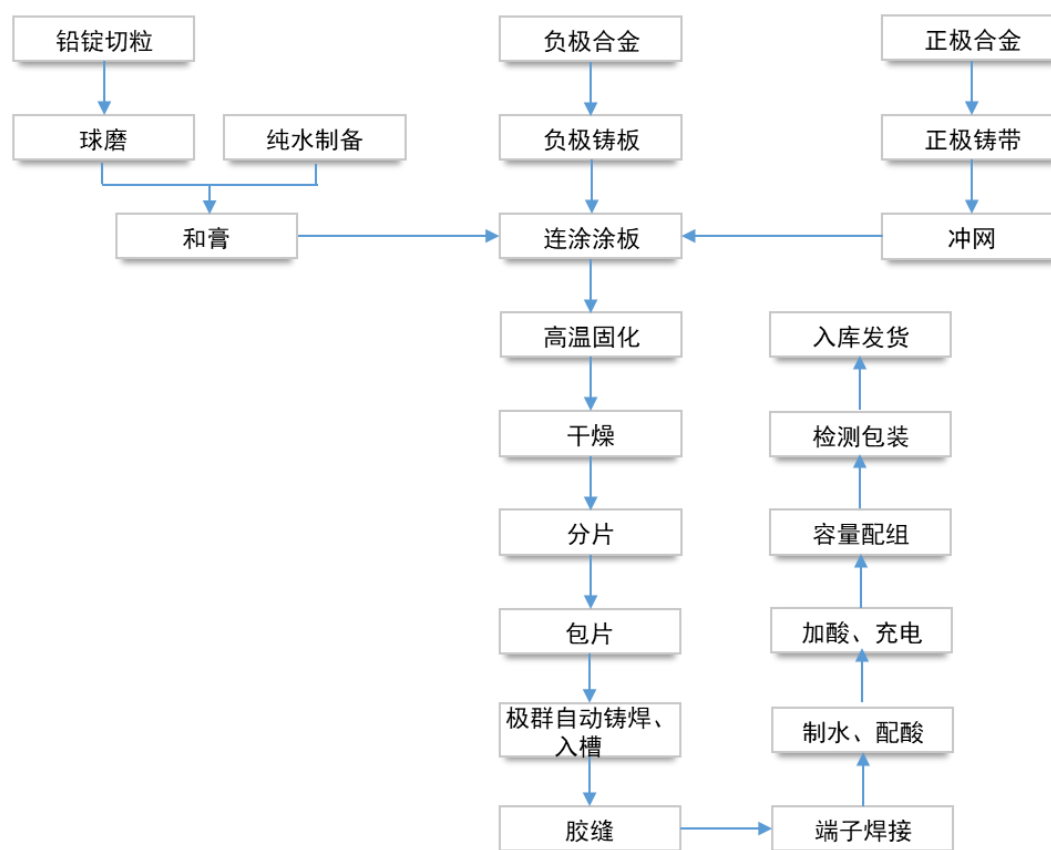 铅锭切粒
负极合金
正极合金
球磨
纯水制备
负极铸板
正极铸带
和膏
连涂涂板
冲网
高温固化
入库发货
干燥
检测包装
分片
容量配组
包片
加酸、充电
极群自动铸焊、
入槽
制水、配酸
胶缝
端子焊接